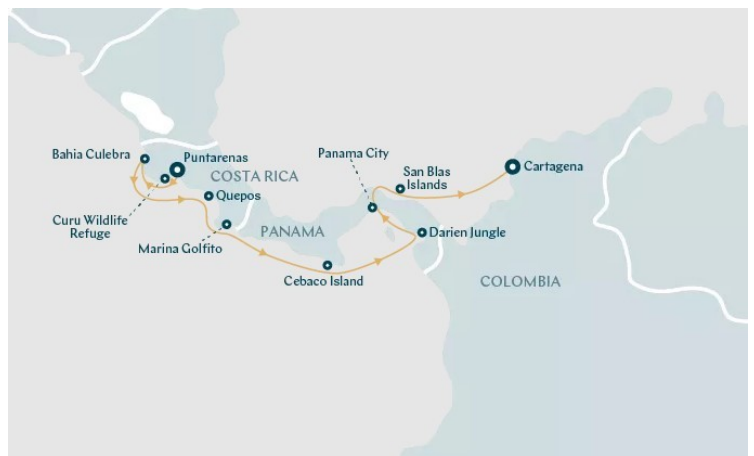 Bahia Culebra
Puntarenas
COSTA RICA
Curu Wildlife
Refuge
Quepos
Marina Golfito
PANAMA
Cebaco Island
Panama City
San Blas
Islands
Cartagena
Darien Jungle
COLOMBIA